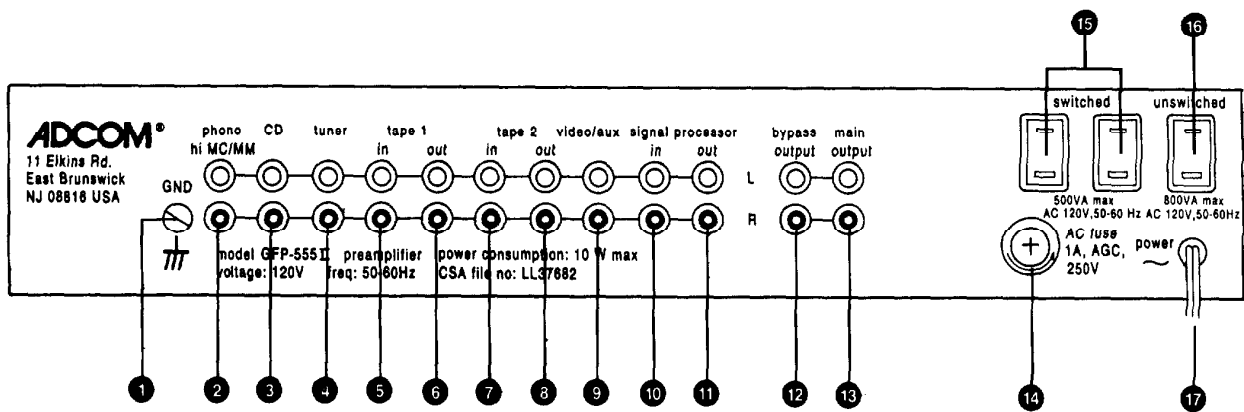 15 16
switched unswitched
ADCOM®
11 Elkins Rd.
East Brunswick
NJ 08816 USA
GND
phono CD tuner tape 1 tape 2 video/aux signal processor bypass main
hi MC/MM in out in out in out output output
L
R
500VA max 800VA max
AC 120V,50-60 Hz AC 120V,50-60Hz
AC fuse
1A, AGC,
250V
power
~
model GFP-555II preamplifier power consumption: 10 W max
voltage: 120V freq: 50-60Hz CSA file no: LL37682
1 2 3 4 5 6 7 8 9 10 11 12 13 14 17